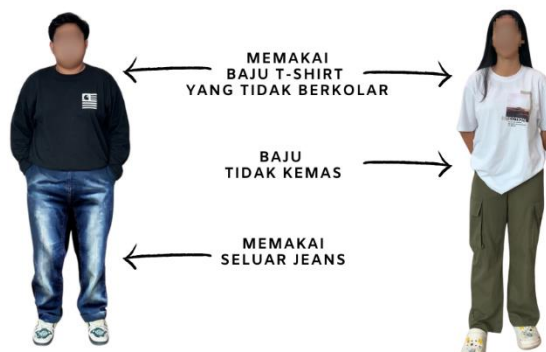 MEMAKAI
BAJU T-SHIRT
YANG TIDAK BERKOLAR
BAJU
TIDAK KEMAS
MEMAKAI
SELUAR JEANS